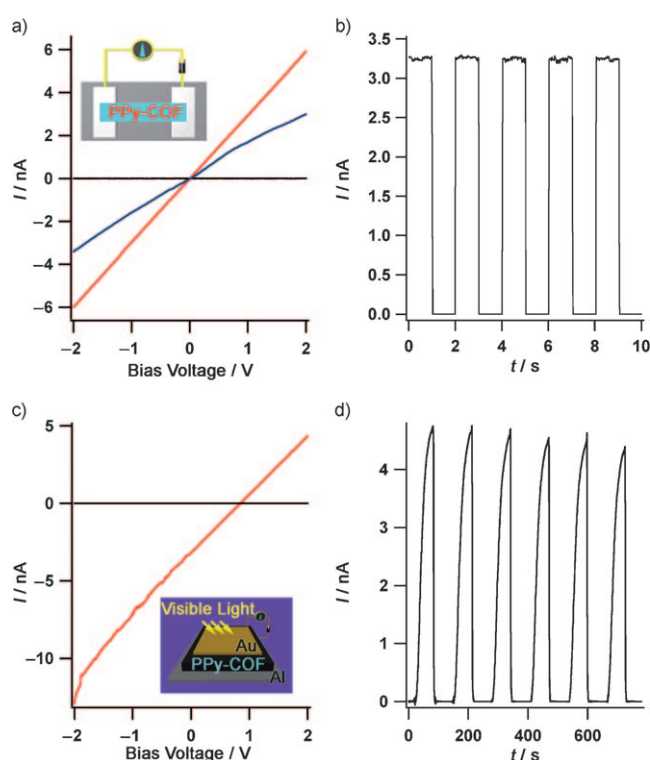 a)
I / nA
6
4
2
0
−2
−4
−6
PPy-COF
−2 −1 0 1 2
Bias Voltage / V
b)
I / nA
3.5
3.0
2.5
2.0
1.5
1.0
0.5
0.0
0 2 4 6 8 10
t / s
c)
I / nA
5
0
−5
−10
Visible Light
Au
PPy-COF
Al
−2 −1 0 1 2
Bias Voltage / V
d)
I / nA
4
3
2
1
0
0 200 400 600
t / s